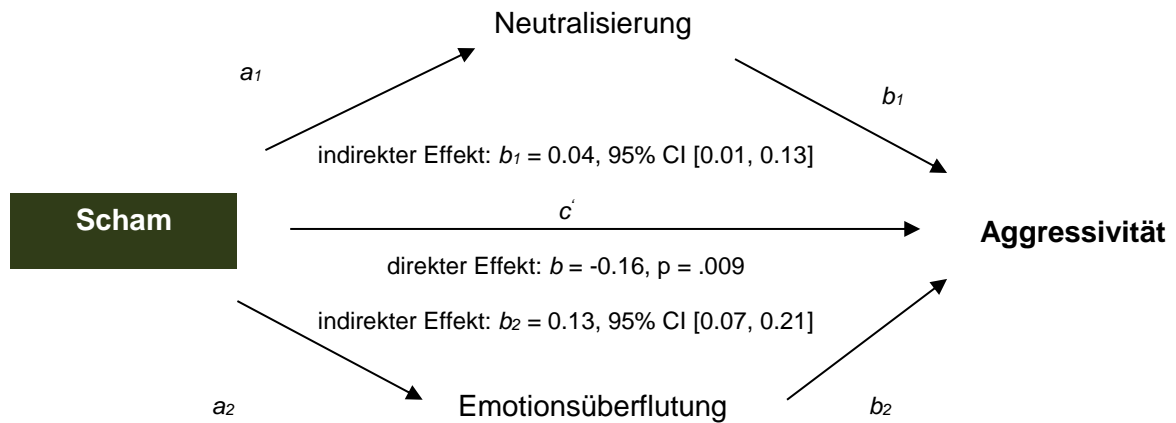 Neutralisierung
a1
b1
indirekter Effekt: b1 = 0.04, 95% CI [0.01, 0.13]
Scham
c‘
Aggressivität
direkter Effekt: b = -0.16, p = .009
indirekter Effekt: b2 = 0.13, 95% CI [0.07, 0.21]
a2
Emotionsüberflutung
b2